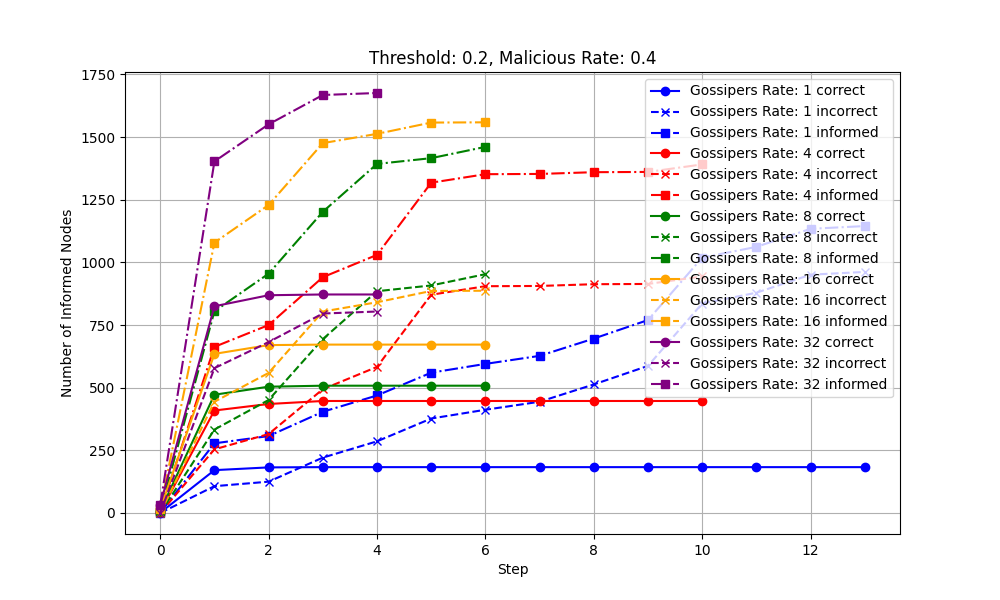 Threshold: 0.2, Malicious Rate: 0.4
1750
1500
1250
1000
750
500
250
0
Number of Informed Nodes
Gossipers Rate: 1 correct
Gossipers Rate: 1 incorrect
Gossipers Rate: 1 informed
Gossipers Rate: 4 correct
Gossipers Rate: 4 incorrect
Gossipers Rate: 4 informed
Gossipers Rate: 8 correct
Gossipers Rate: 8 incorrect
Gossipers Rate: 8 informed
Gossipers Rate: 16 correct
Gossipers Rate: 16 incorrect
Gossipers Rate: 16 informed
Gossipers Rate: 32 correct
Gossipers Rate: 32 incorrect
Gossipers Rate: 32 informed
0 2 4 6 8 10 12
Step